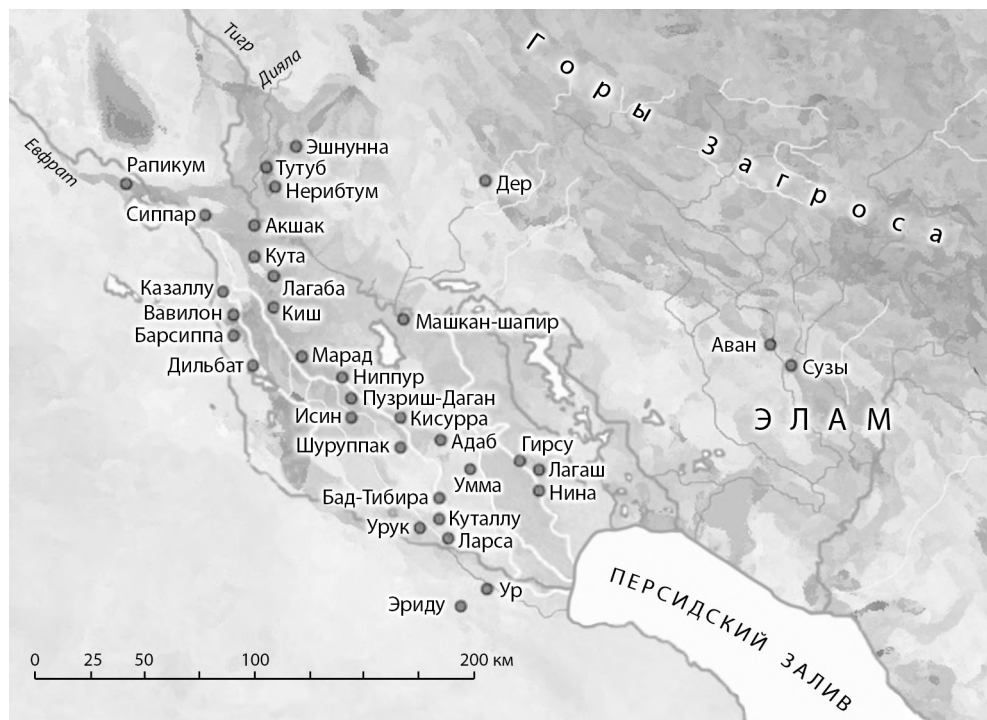 Тигр
Дияла
Горы Загроса
Евфрат
Эшнунна
Тутуб
Рапикум
Нерибтум
Дер
Сиппар
Акшак
Кута
Лагаба
Казаллу
Киш
Вавилон
Машкан-шапир
Барсиппа
Аван
Марад
Дильбат
Сузы
Ниппур
Пузриш-Даган
Исин
Кисурра
ЭЛАМ
Адаб
Шуруппак
Гирсу
Лагаш
Умма
Нина
Бад-Тибира
Куталлу
Урук
Ларса
Ур
Эриду
ПЕРСИДСКИЙ ЗАЛИВ
0 25 50 100 200 км